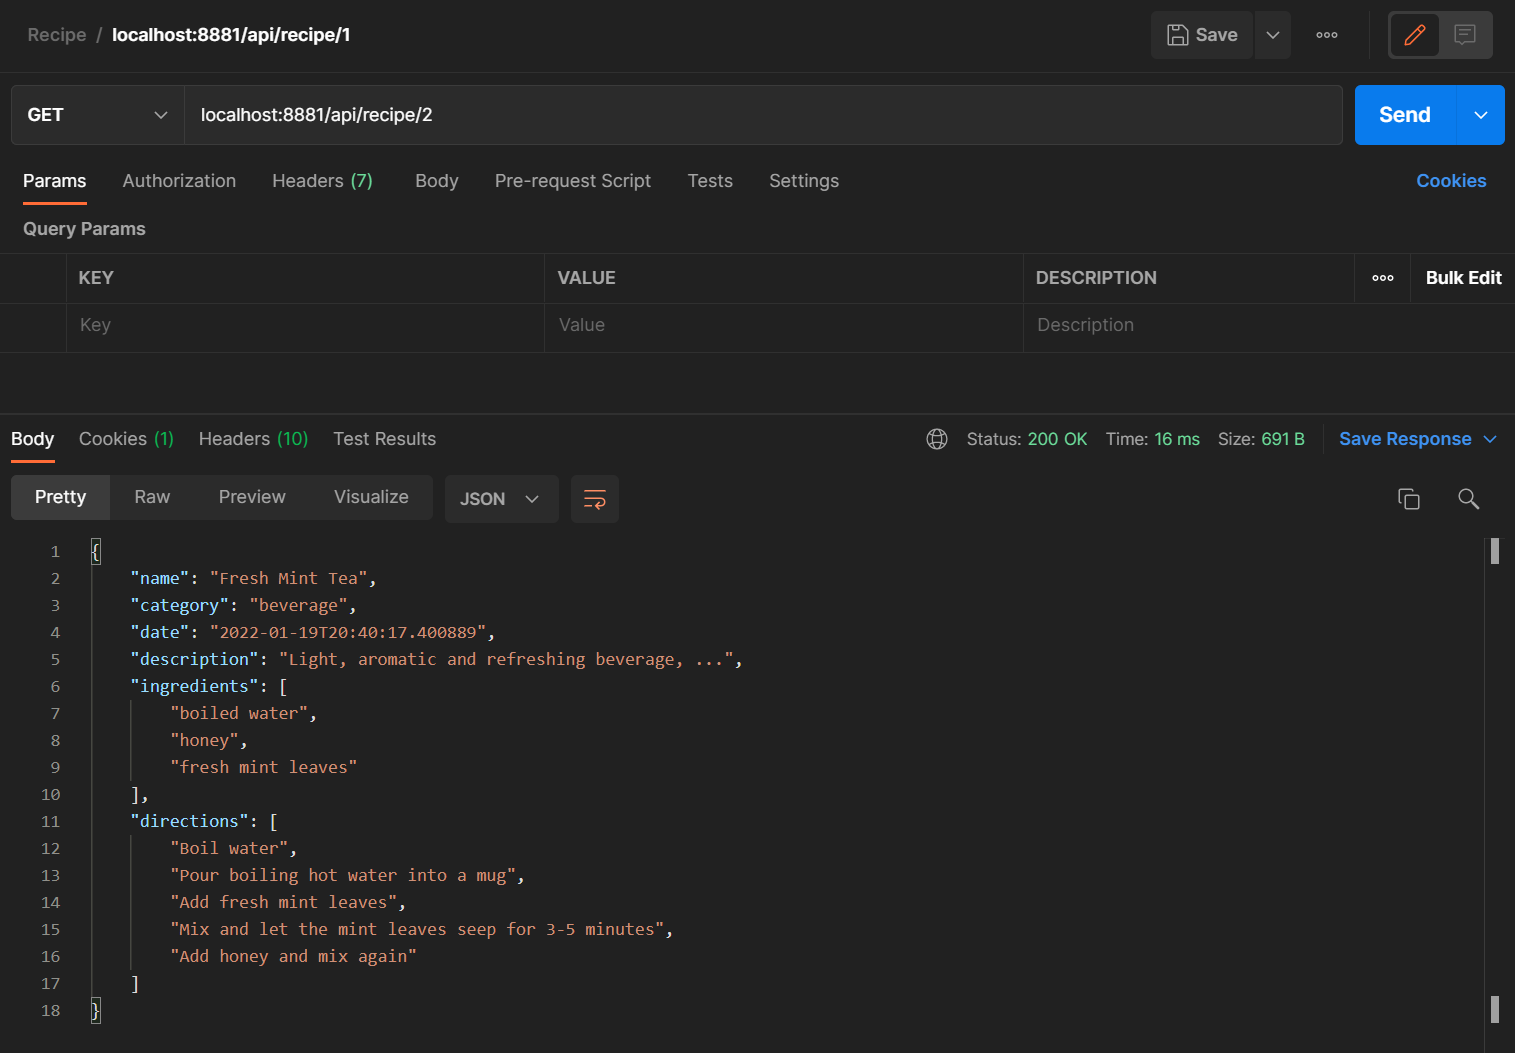 Recipe / localhost:8881/api/recipe/1 Save
GET localhost:8881/api/recipe/2 Send
Params Authorization Headers (7) Body Pre-request Script Tests Settings Cookies
Query Params
KEY VALUE DESCRIPTION Bulk Edit
Key Value Description
Body Cookies (1) Headers (10) Test Results Status: 200 OK Time: 16 ms Size: 691 B Save Response
Pretty Raw Preview Visualize JSON
1 {
2 "name": "Fresh Mint Tea",
3 "category": "beverage",
4 "date": "2022-01-19T20:40:17.400889",
5 "description": "Light, aromatic and refreshing beverage, ...",
6 "ingredients": [
7 "boiled water",
8 "honey",
9 "fresh mint leaves"
10 ],
11 "directions": [
12 "Boil water",
13 "Pour boiling hot water into a mug",
14 "Add fresh mint leaves",
15 "Mix and let the mint leaves seep for 3-5 minutes",
16 "Add honey and mix again"
17 ]
18 }